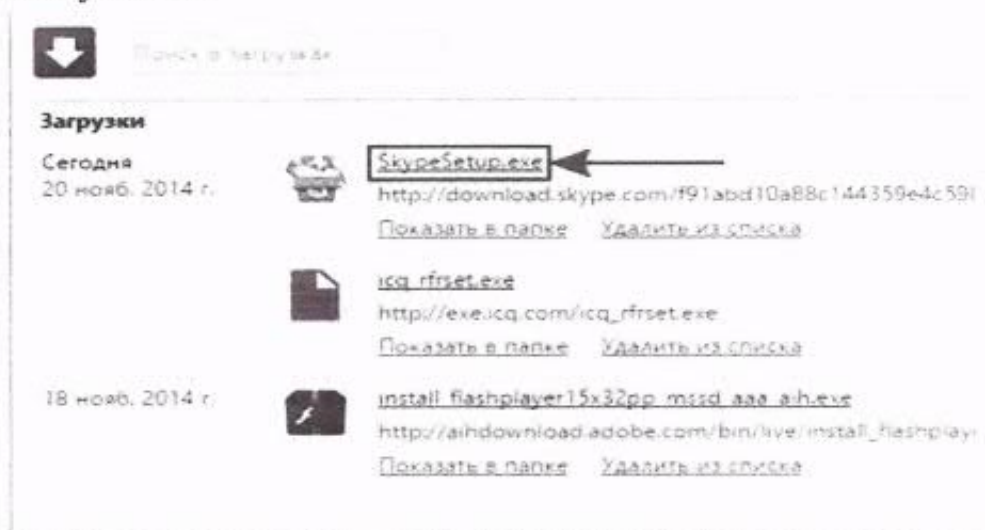 Поиск в загрузках
Загрузки
Сегодня
20 нояб. 2014 г.
SkypeSetup.exe
http://download.skype.com/f91abd10a88c144359e4c598
Показать в папке Удалить из списка
icq_rfrset.exe
http://exe.icq.com/icq_rfrset.exe
Показать в папке Удалить из списка
18 нояб. 2014 г.
install_flashplayer15x32pp_mssd_aaa_aih.exe
http://aihdownload.adobe.com/bin/live/install_flashplay
Показать в папке Удалить из списка